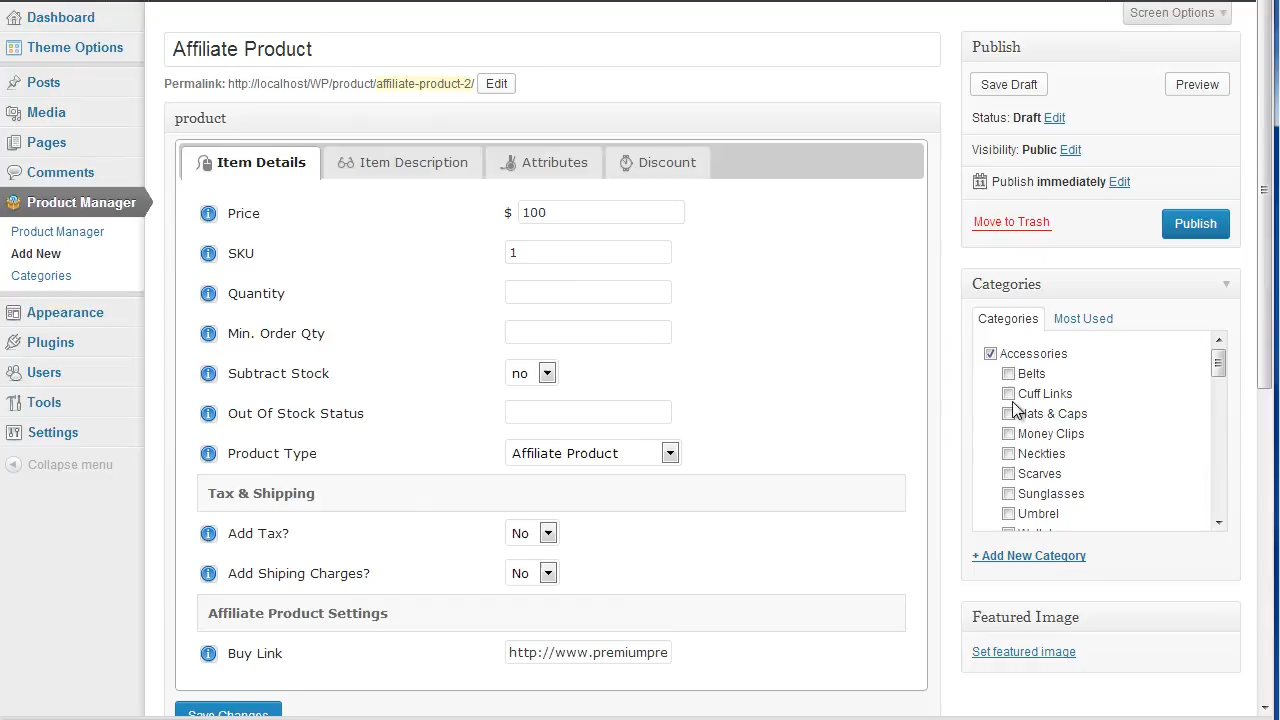 Dashboard
Theme Options
Posts
Media
Pages
Comments
Product Manager
Product Manager
Add New
Categories
Appearance
Plugins
Users
Tools
Settings
Collapse menu
Screen Options
Affiliate Product
Permalink: http://localhost/WP/product/affiliate-product-2/ Edit
product
Item Details
Item Description
Attributes
Discount
Price $ 100
SKU 1
Quantity
Min. Order Qty
Subtract Stock no
Out Of Stock Status
Product Type Affiliate Product
Tax & Shipping
Add Tax? No
Add Shiping Charges? No
Affiliate Product Settings
Buy Link http://www.premiumpre
Save Changes
Publish
Save Draft Preview
Status: Draft Edit
Visibility: Public Edit
11 Publish immediately Edit
Move to Trash Publish
Categories
Categories Most Used
Accessories
Belts
Cuff Links
Hats & Caps
Money Clips
Neckties
Scarves
Sunglasses
Umbrel
+ Add New Category
Featured Image
Set featured image